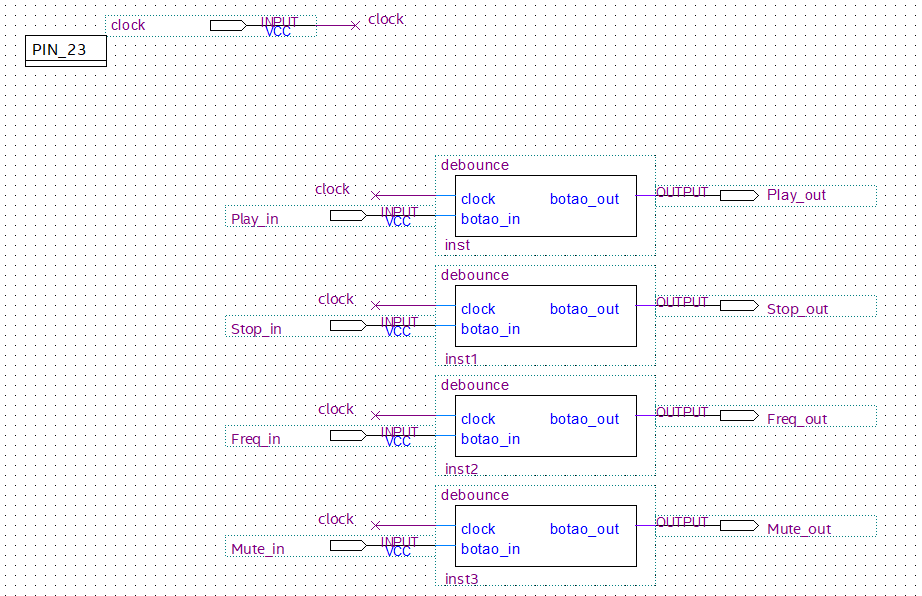 clock INPUT VCC clock
PIN_23
debounce
clock clock botao_out OUTPUT Play_out
Play_in INPUT VCC botao_in
inst
debounce
clock clock botao_out OUTPUT Stop_out
Stop_in INPUT VCC botao_in
inst1
debounce
clock clock botao_out OUTPUT Freq_out
Freq_in INPUT VCC botao_in
inst2
debounce
clock clock botao_out OUTPUT Mute_out
Mute_in INPUT VCC botao_in
inst3